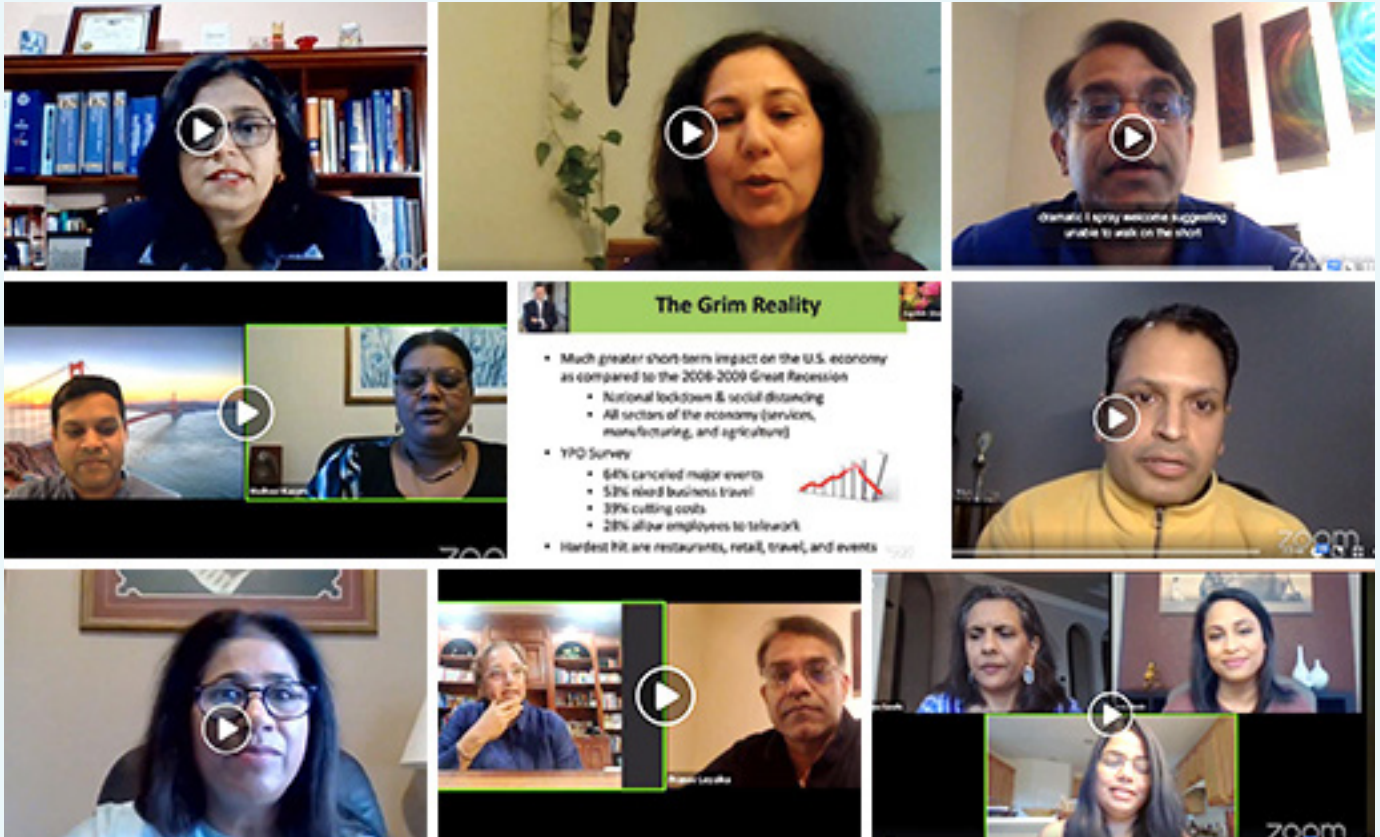 dramatic I spray welcome suggesting
unable to walk on the short
zoom
The Grim Reality
Much greater short-term impact on the U.S. economy
as compared to the 2008-2009 Great Recession
National lockdown & social distancing
All sectors of the economy (services,
manufacturing, and agriculture)
YPO Survey
64% canceled major events
53% nixed business travel
39% cutting costs
28% allow employees to telework
Hardest hit are restaurants, retail, travel, and events
zoo
zoom
zoom